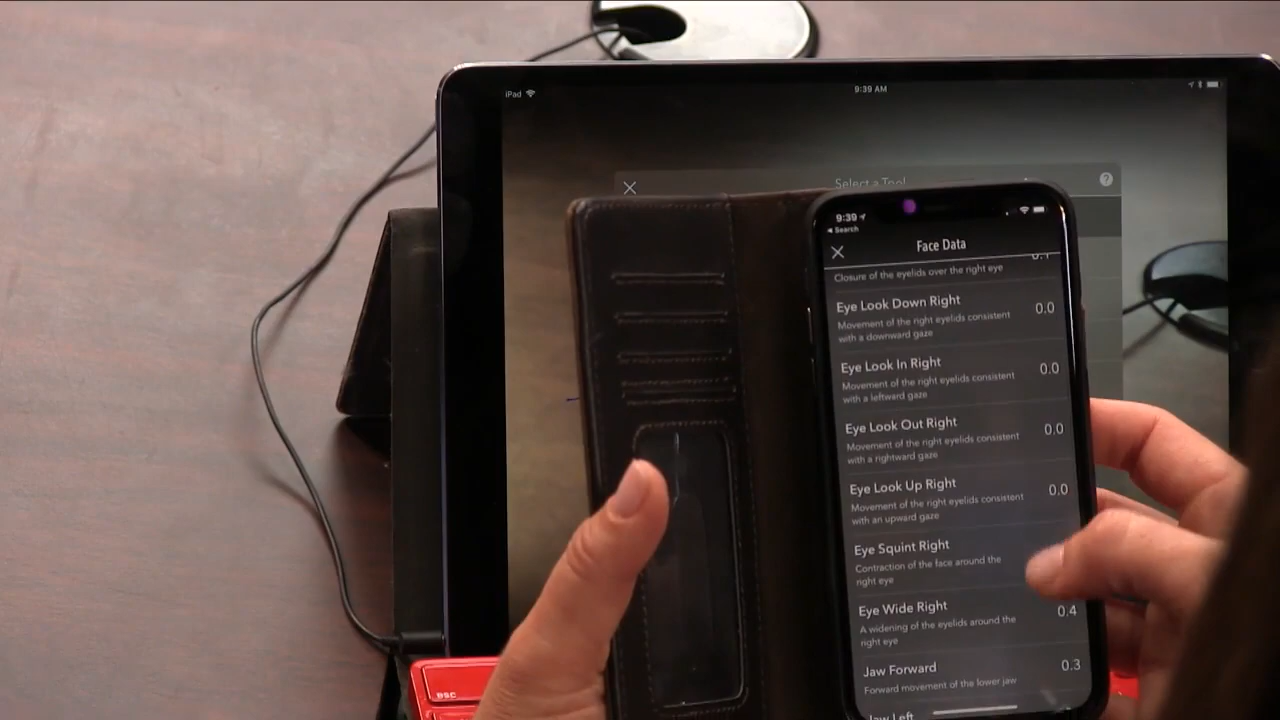 iPad
9:39 AM
Select a Tool
?
9:39
Search
Face Data
0.1
Closure of the eyelids over the right eye
Eye Look Down Right
0.0
Movement of the right eyelids consistent
with a downward gaze
Eye Look In Right
0.0
Movement of the right eyelids consistent
with a leftward gaze
Eye Look Out Right
0.0
Movement of the right eyelids consistent
with a rightward gaze
Eye Look Up Right
0.0
Movement of the right eyelids consistent
with an upward gaze
Eye Squint Right
Contraction of the face around the
right eye
Eye Wide Right
0.4
A widening of the eyelids around the
right eye
Jaw Forward
0.3
Forward movement of the lower jaw
Jaw Left